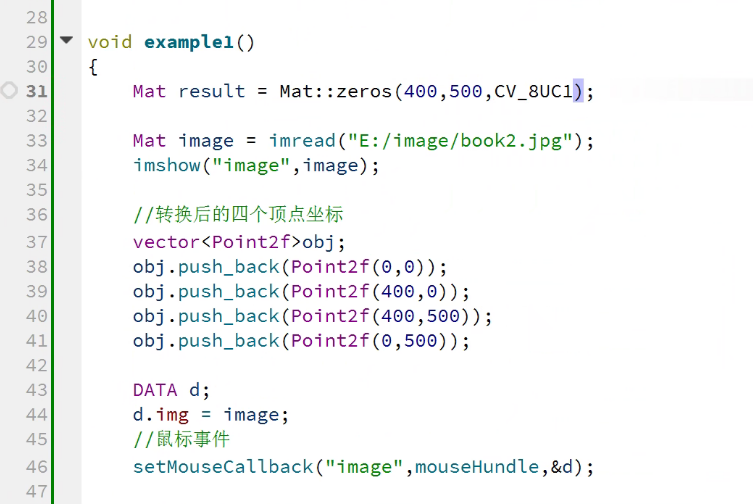 28
29 void example1()
30 {
31 Mat result = Mat::zeros(400,500,CV_8UC1);
32
33 Mat image = imread("E:/image/book2.jpg");
34 imshow("image",image);
35
36 //转换后的四个顶点坐标
37 vector<Point2f>obj;
38 obj.push_back(Point2f(0,0));
39 obj.push_back(Point2f(400,0));
40 obj.push_back(Point2f(400,500));
41 obj.push_back(Point2f(0,500));
42
43 DATA d;
44 d.img = image;
45 //鼠标事件
46 setMouseCallback("image",mouseHundle,&d);
47